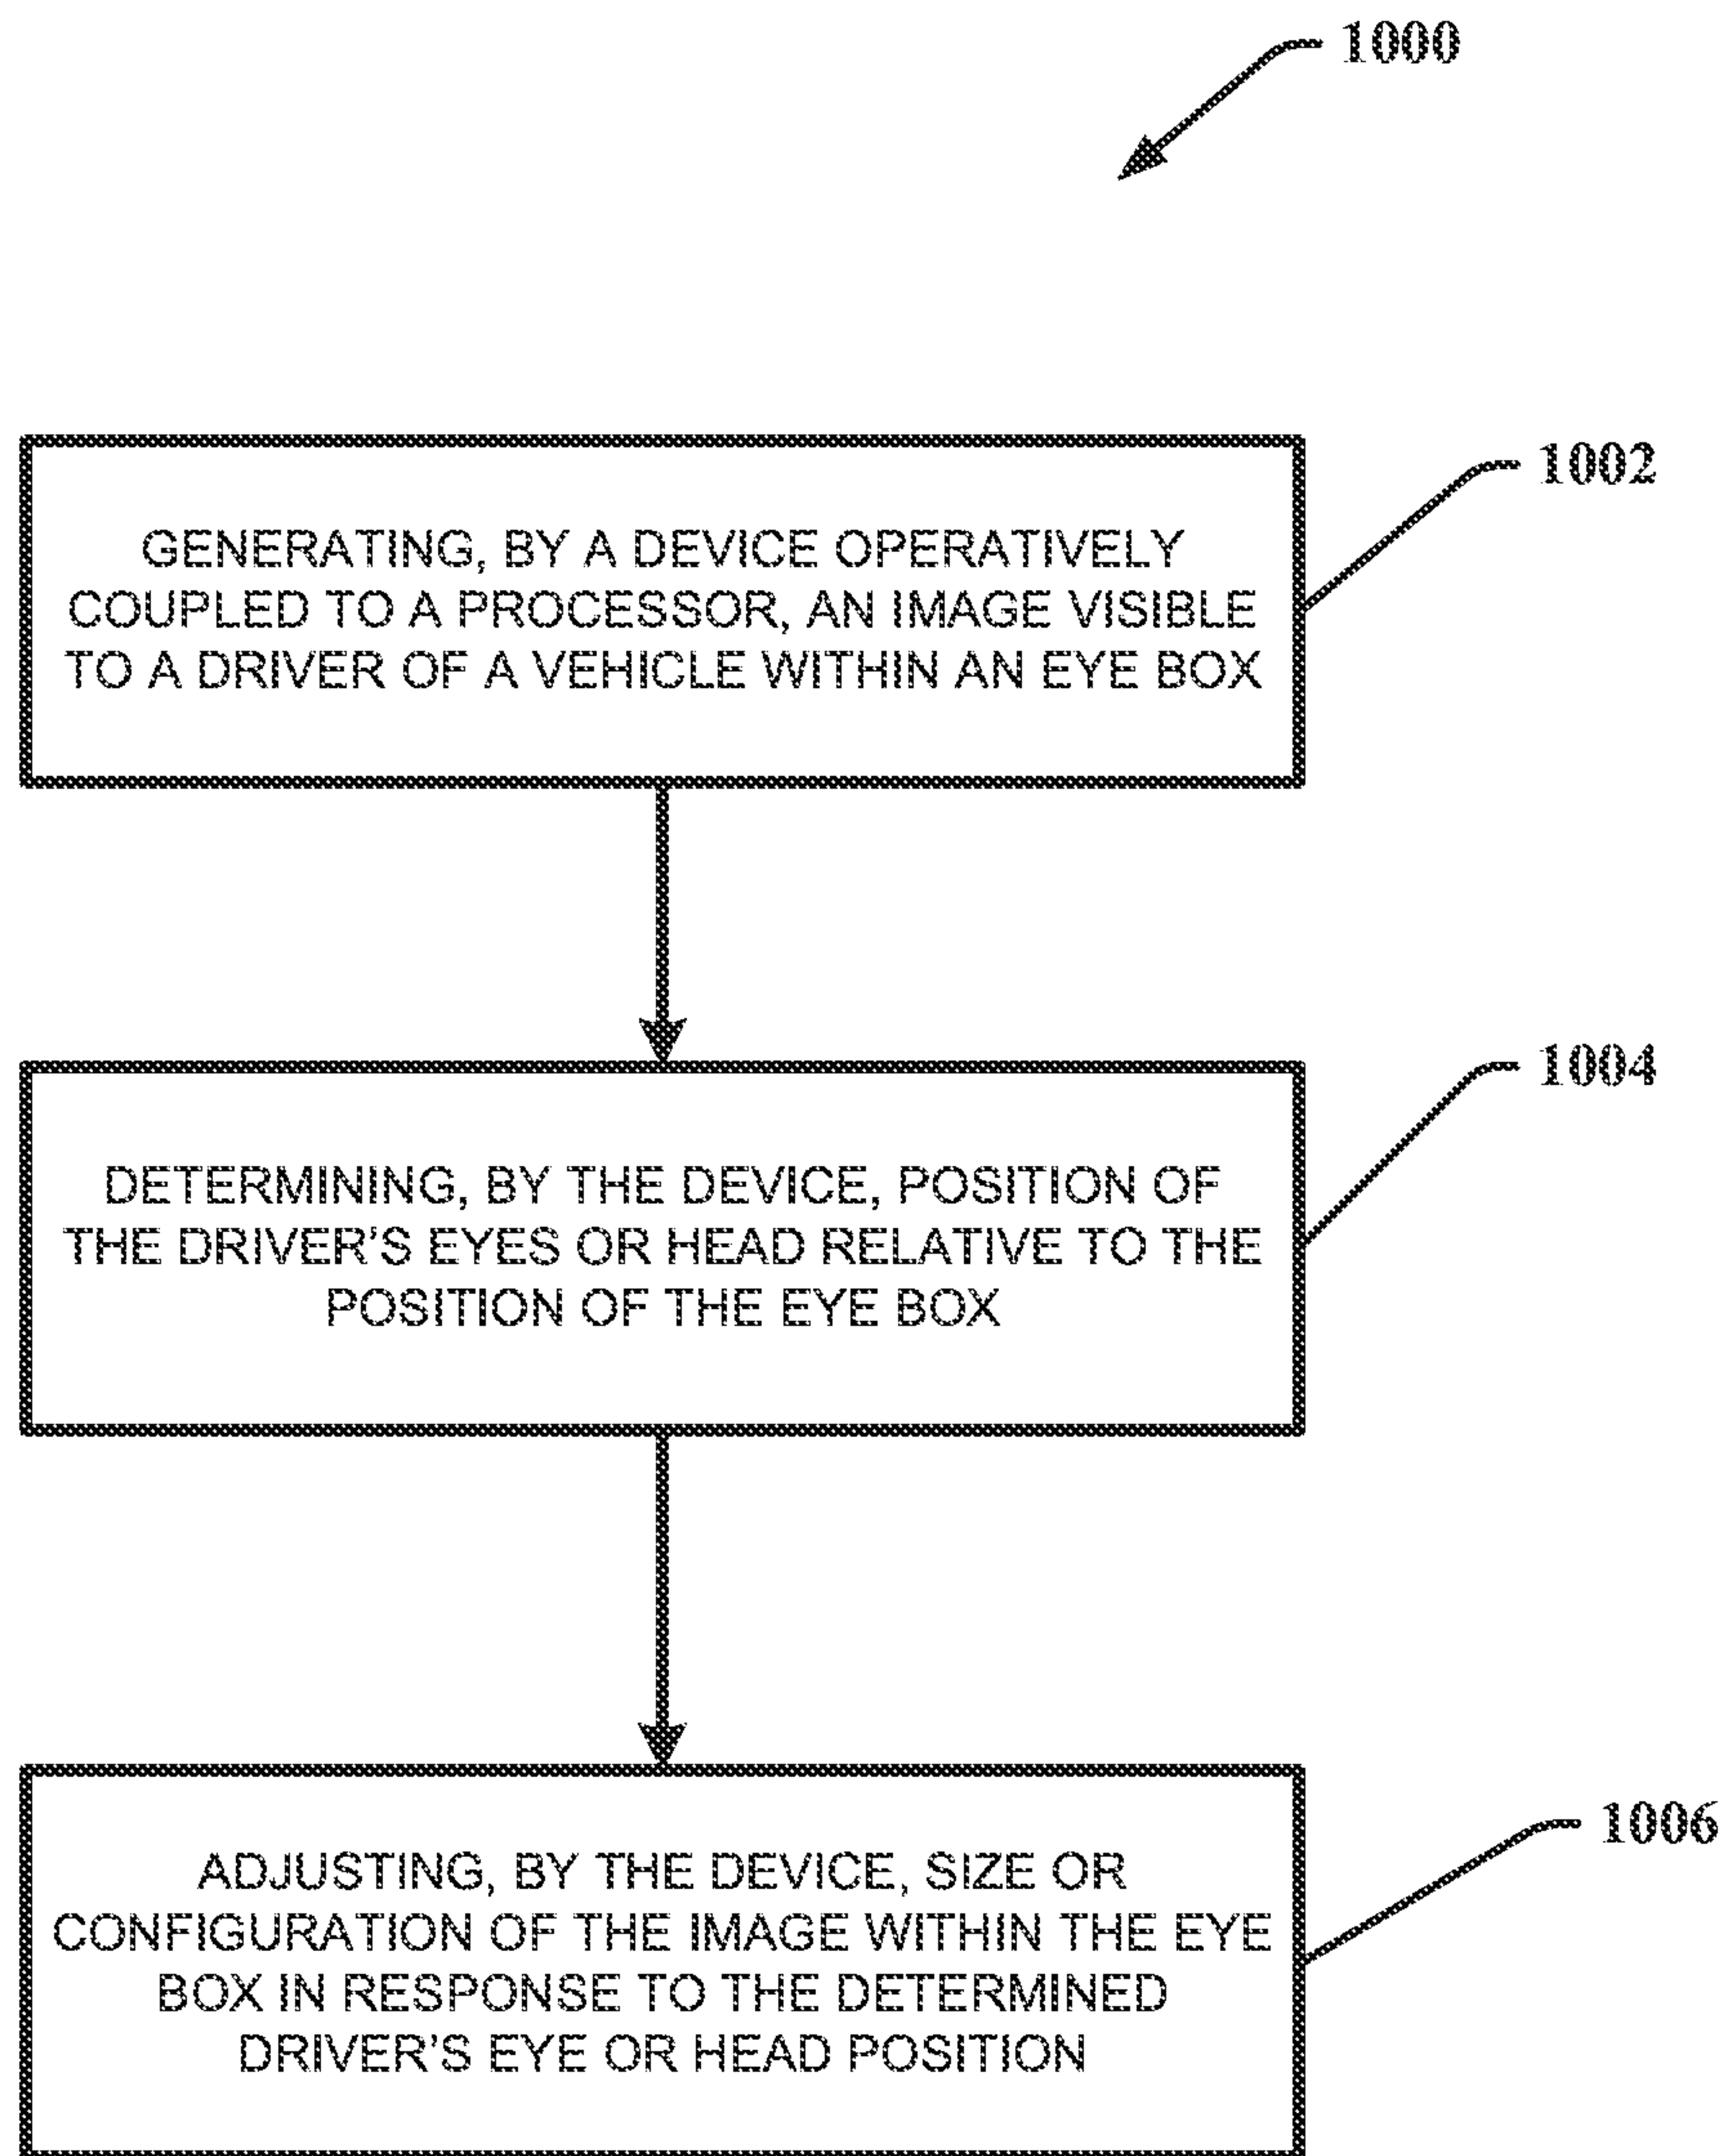 1000
GENERATING, BY A DEVICE OPERATIVELY
COUPLED TO A PROCESSOR, AN IMAGE VISIBLE
TO A DRIVER OF A VEHICLE WITHIN AN EYE BOX
1002
DETERMINING, BY THE DEVICE, POSITION OF
THE DRIVER'S EYES OR HEAD RELATIVE TO THE
POSITION OF THE EYE BOX
1004
ADJUSTING, BY THE DEVICE, SIZE OR
CONFIGURATION OF THE IMAGE WITHIN THE EYE
BOX IN RESPONSE TO THE DETERMINED
DRIVER'S EYE OR HEAD POSITION
1006